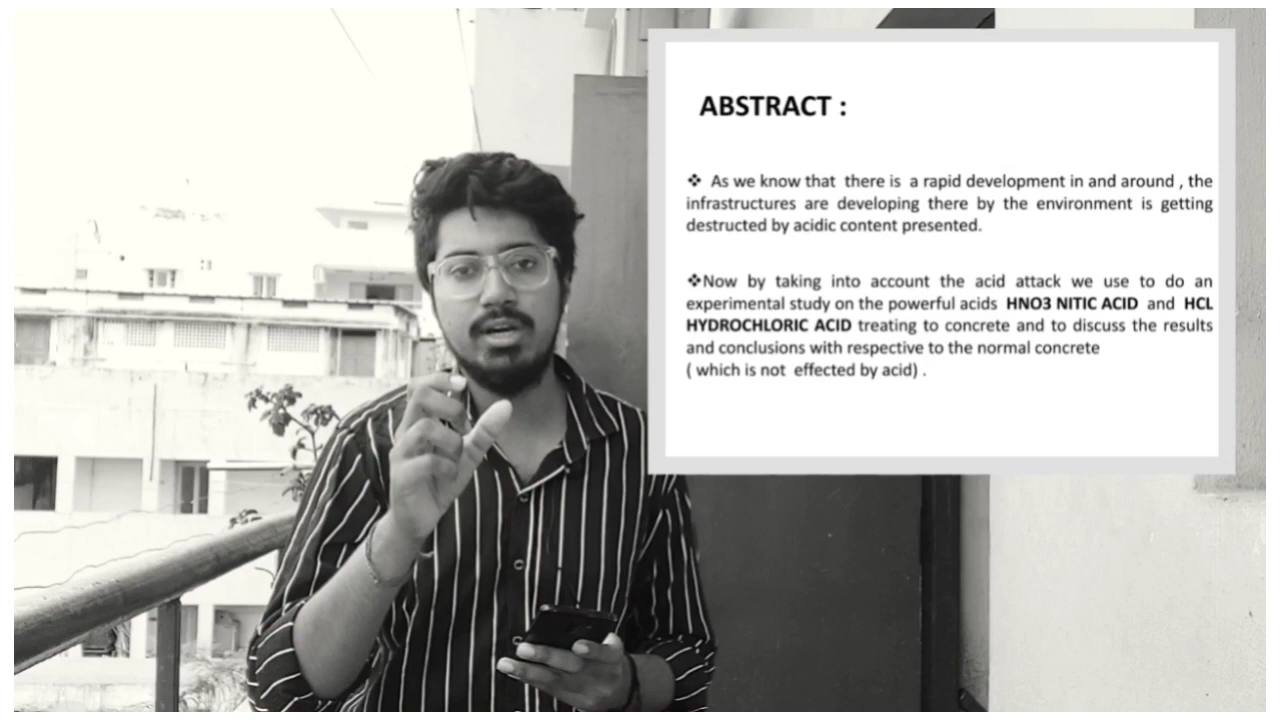 ABSTRACT :
❖ As we know that there is a rapid development in and around , the
infrastructures are developing there by the environment is getting
destructed by acidic content presented.
❖Now by taking into account the acid attack we use to do an
experimental study on the powerful acids HNO3 NITIC ACID and HCL
HYDROCHLORIC ACID treating to concrete and to discuss the results
and conclusions with respective to the normal concrete
( which is not effected by acid) .